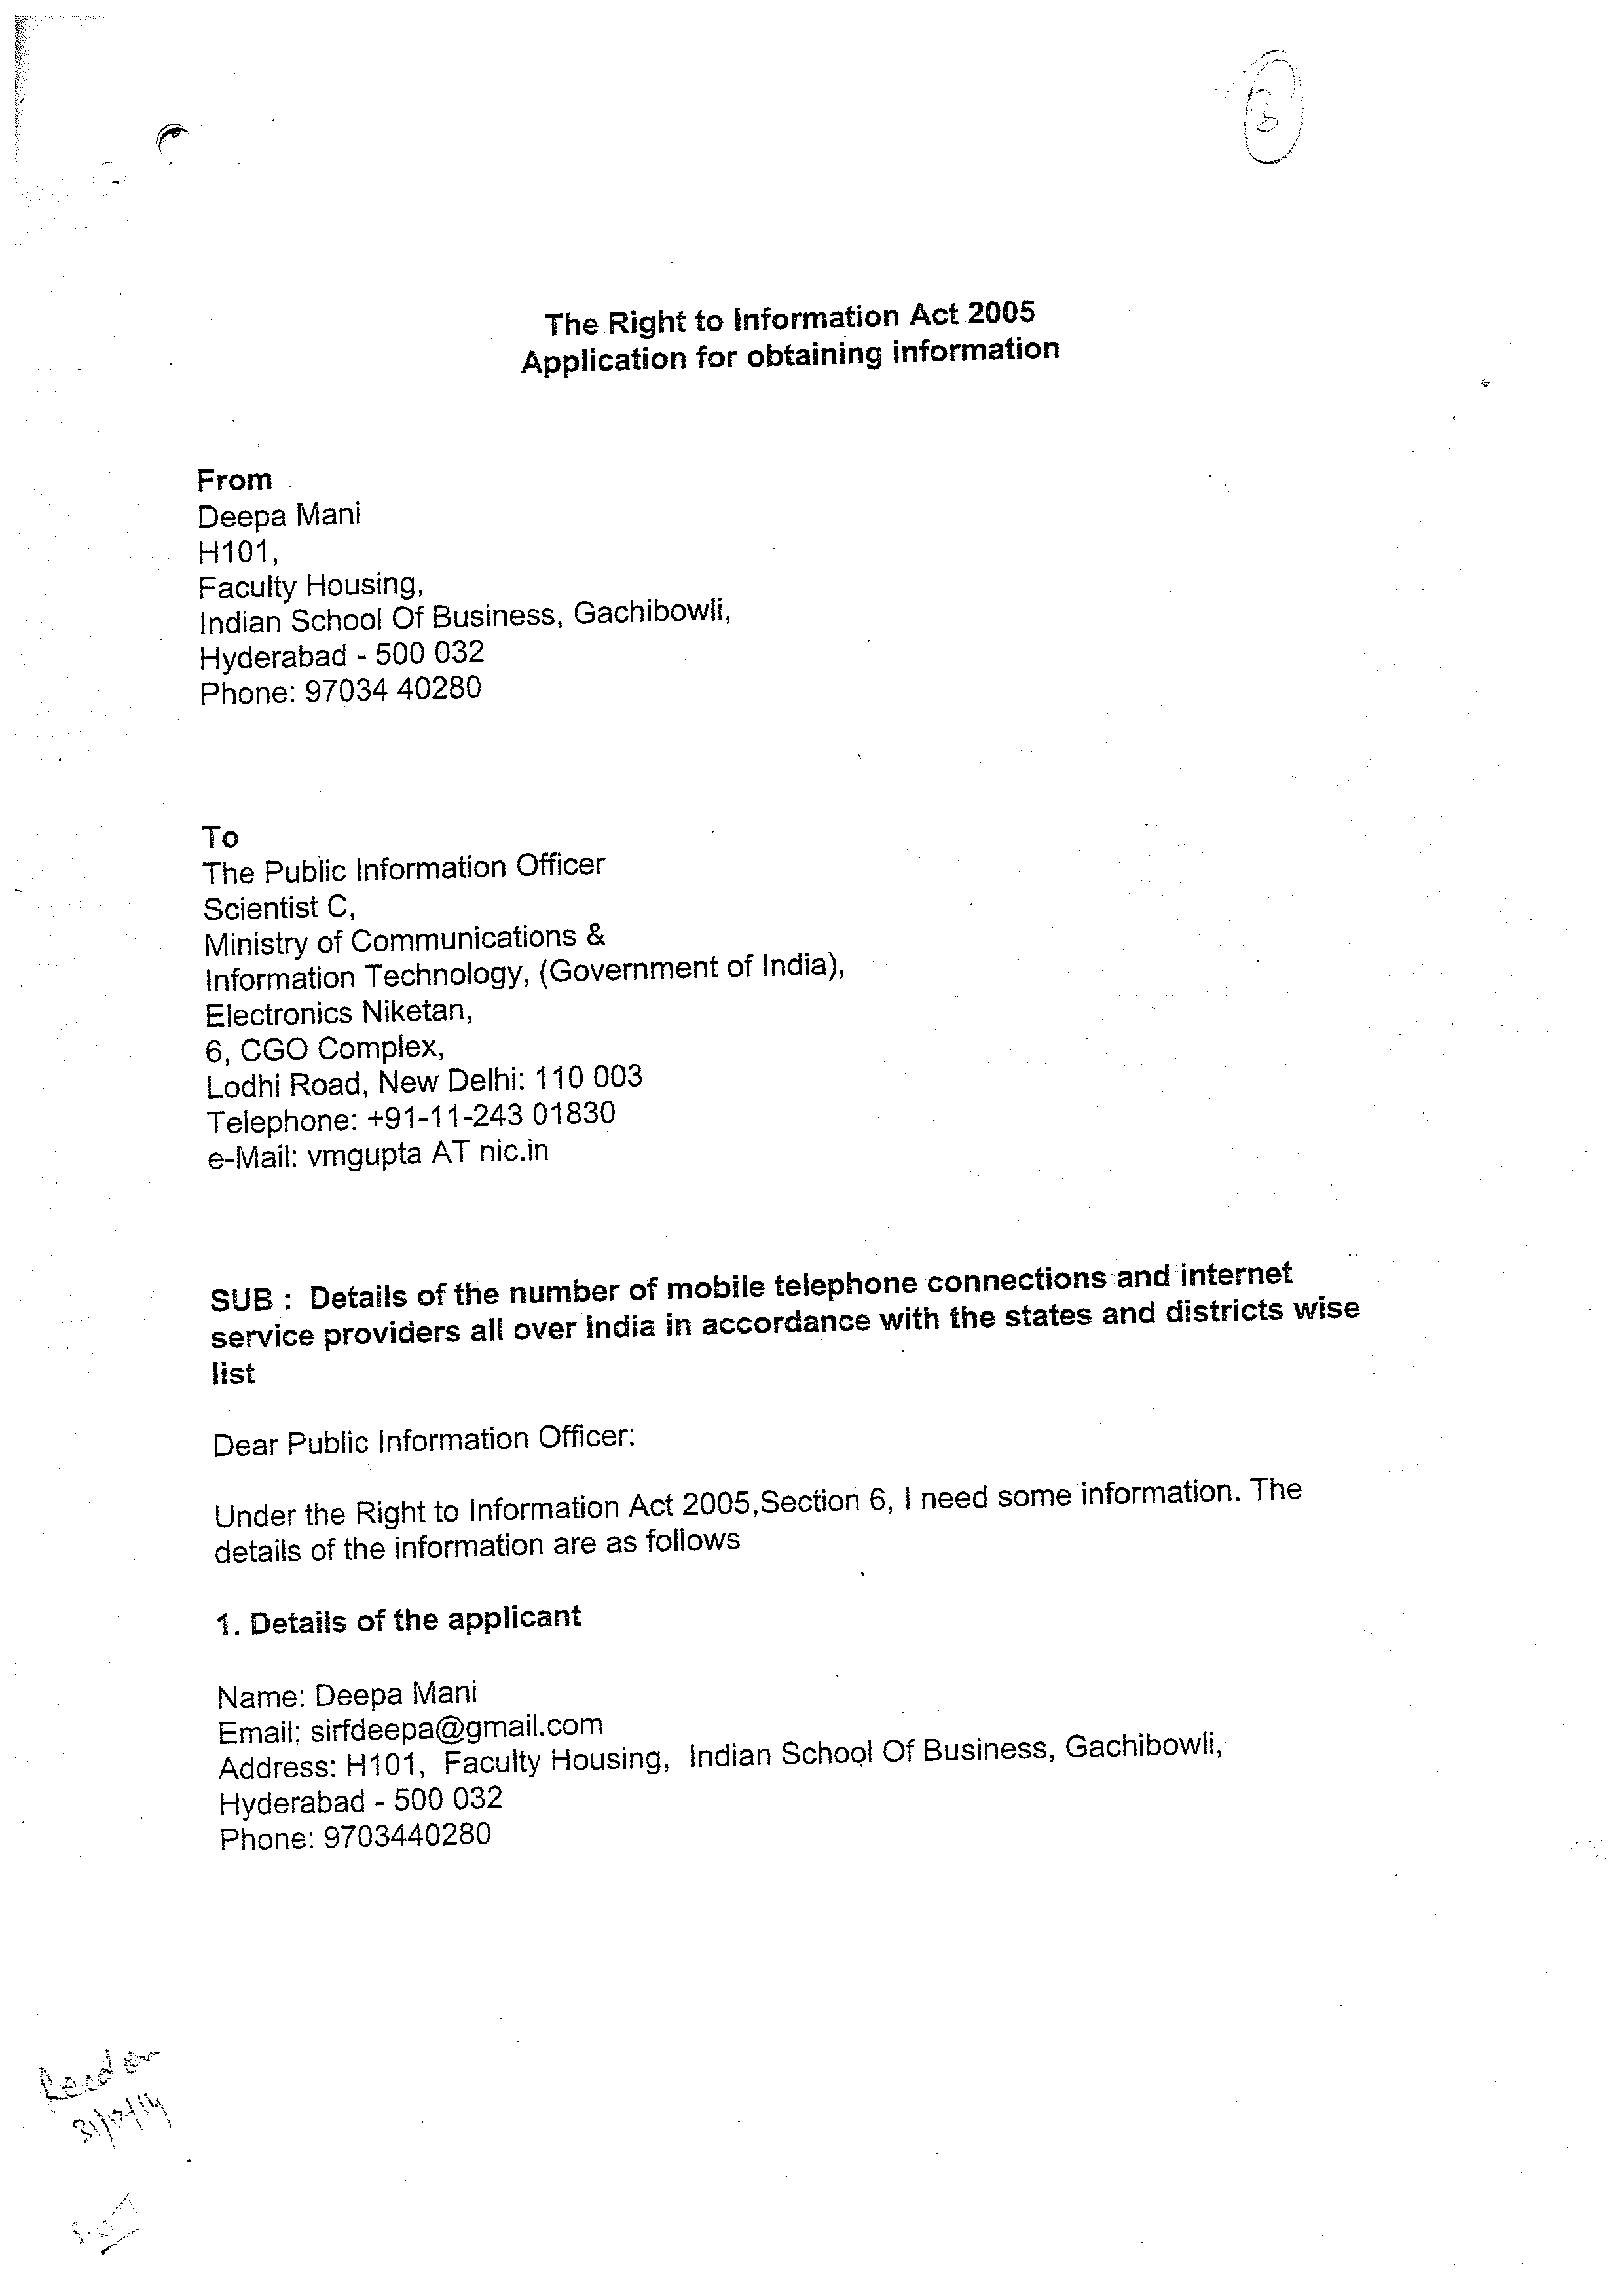 The Right to Information Act 2005
Application for obtaining information
From
Deepa Mani
H101,
Faculty Housing,
Indian School Of Business, Gachibowli,
Hyderabad - 500 032
Phone: 97034 40280
To
The Public Information Officer
Scientist C,
Ministry of Communications &
Information Technology, (Government of India),
Electronics Niketan,
6, CGO Complex,
Lodhi Road, New Delhi: 110 003
Telephone: +91-11-243 01830
e-Mail: vmgupta AT nic.in
SUB : Details of the number of mobile telephone connections and internet
service providers all over India in accordance with the states and districts wise
list
Dear Public Information Officer:
Under the Right to Information Act 2005,Section 6, I need some information. The
details of the information are as follows
1. Details of the applicant
Name: Deepa Mani
Email: sirfdeepa@gmail.com
Address: H101, Faculty Housing, Indian School Of Business, Gachibowli,
Hyderabad - 500 032
Phone: 9703440280
Recd on